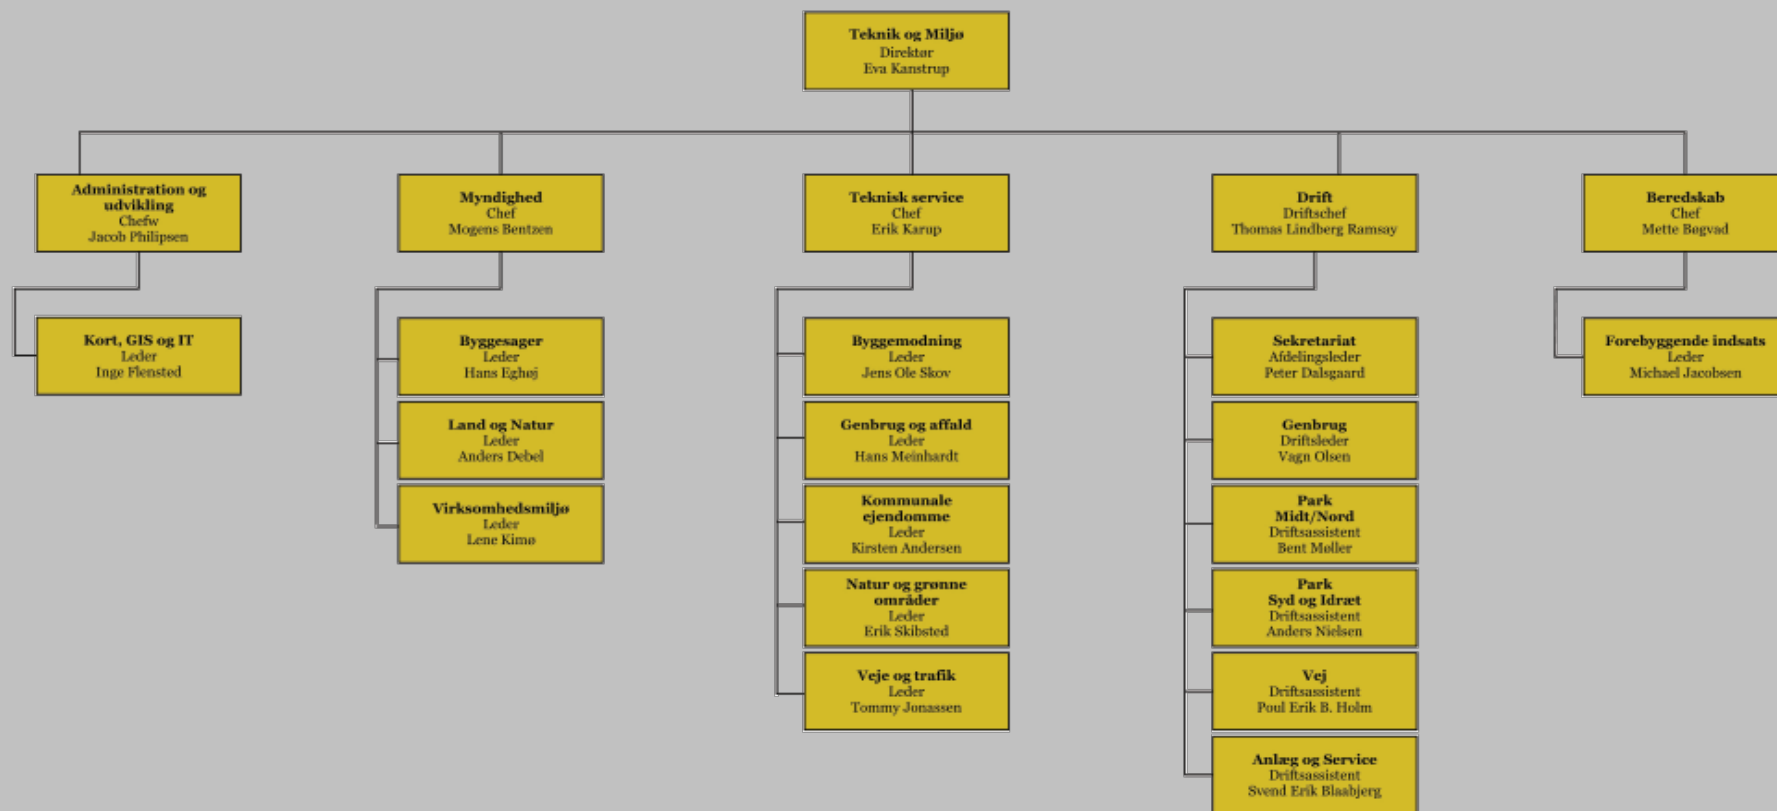 Teknik og Miljø
Direktør
Eva Kanstrup
Administration og
udvikling
Chefw
Jacob Philipsen
Myndighed
Chef
Mogens Bentzen
Teknisk service
Chef
Erik Karup
Drift
Driftschef
Thomas Lindberg Ramsay
Beredskab
Chef
Mette Bøgvad
Kort, GIS og IT
Leder
Inge Flensted
Byggesager
Leder
Hans Eghøj
Land og Natur
Leder
Anders Debel
Virksomhedsmiljø
Leder
Lene Kimø
Byggemodning
Leder
Jens Ole Skov
Genbrug og affald
Leder
Hans Meinhardt
Kommunale
ejendomme
Leder
Kirsten Andersen
Natur og grønne
områder
Leder
Erik Skibsted
Veje og trafik
Leder
Tommy Jonassen
Sekretariat
Afdelingsleder
Peter Dalsgaard
Genbrug
Driftsleder
Vagn Olsen
Park
Midt/Nord
Driftsassistent
Bent Møller
Park
Syd og Idræt
Driftsassistent
Anders Nielsen
Vej
Driftsassistent
Poul Erik B. Holm
Anlæg og Service
Driftsassistent
Svend Erik Blaabjerg
Forebyggende indsats
Leder
Michael Jacobsen